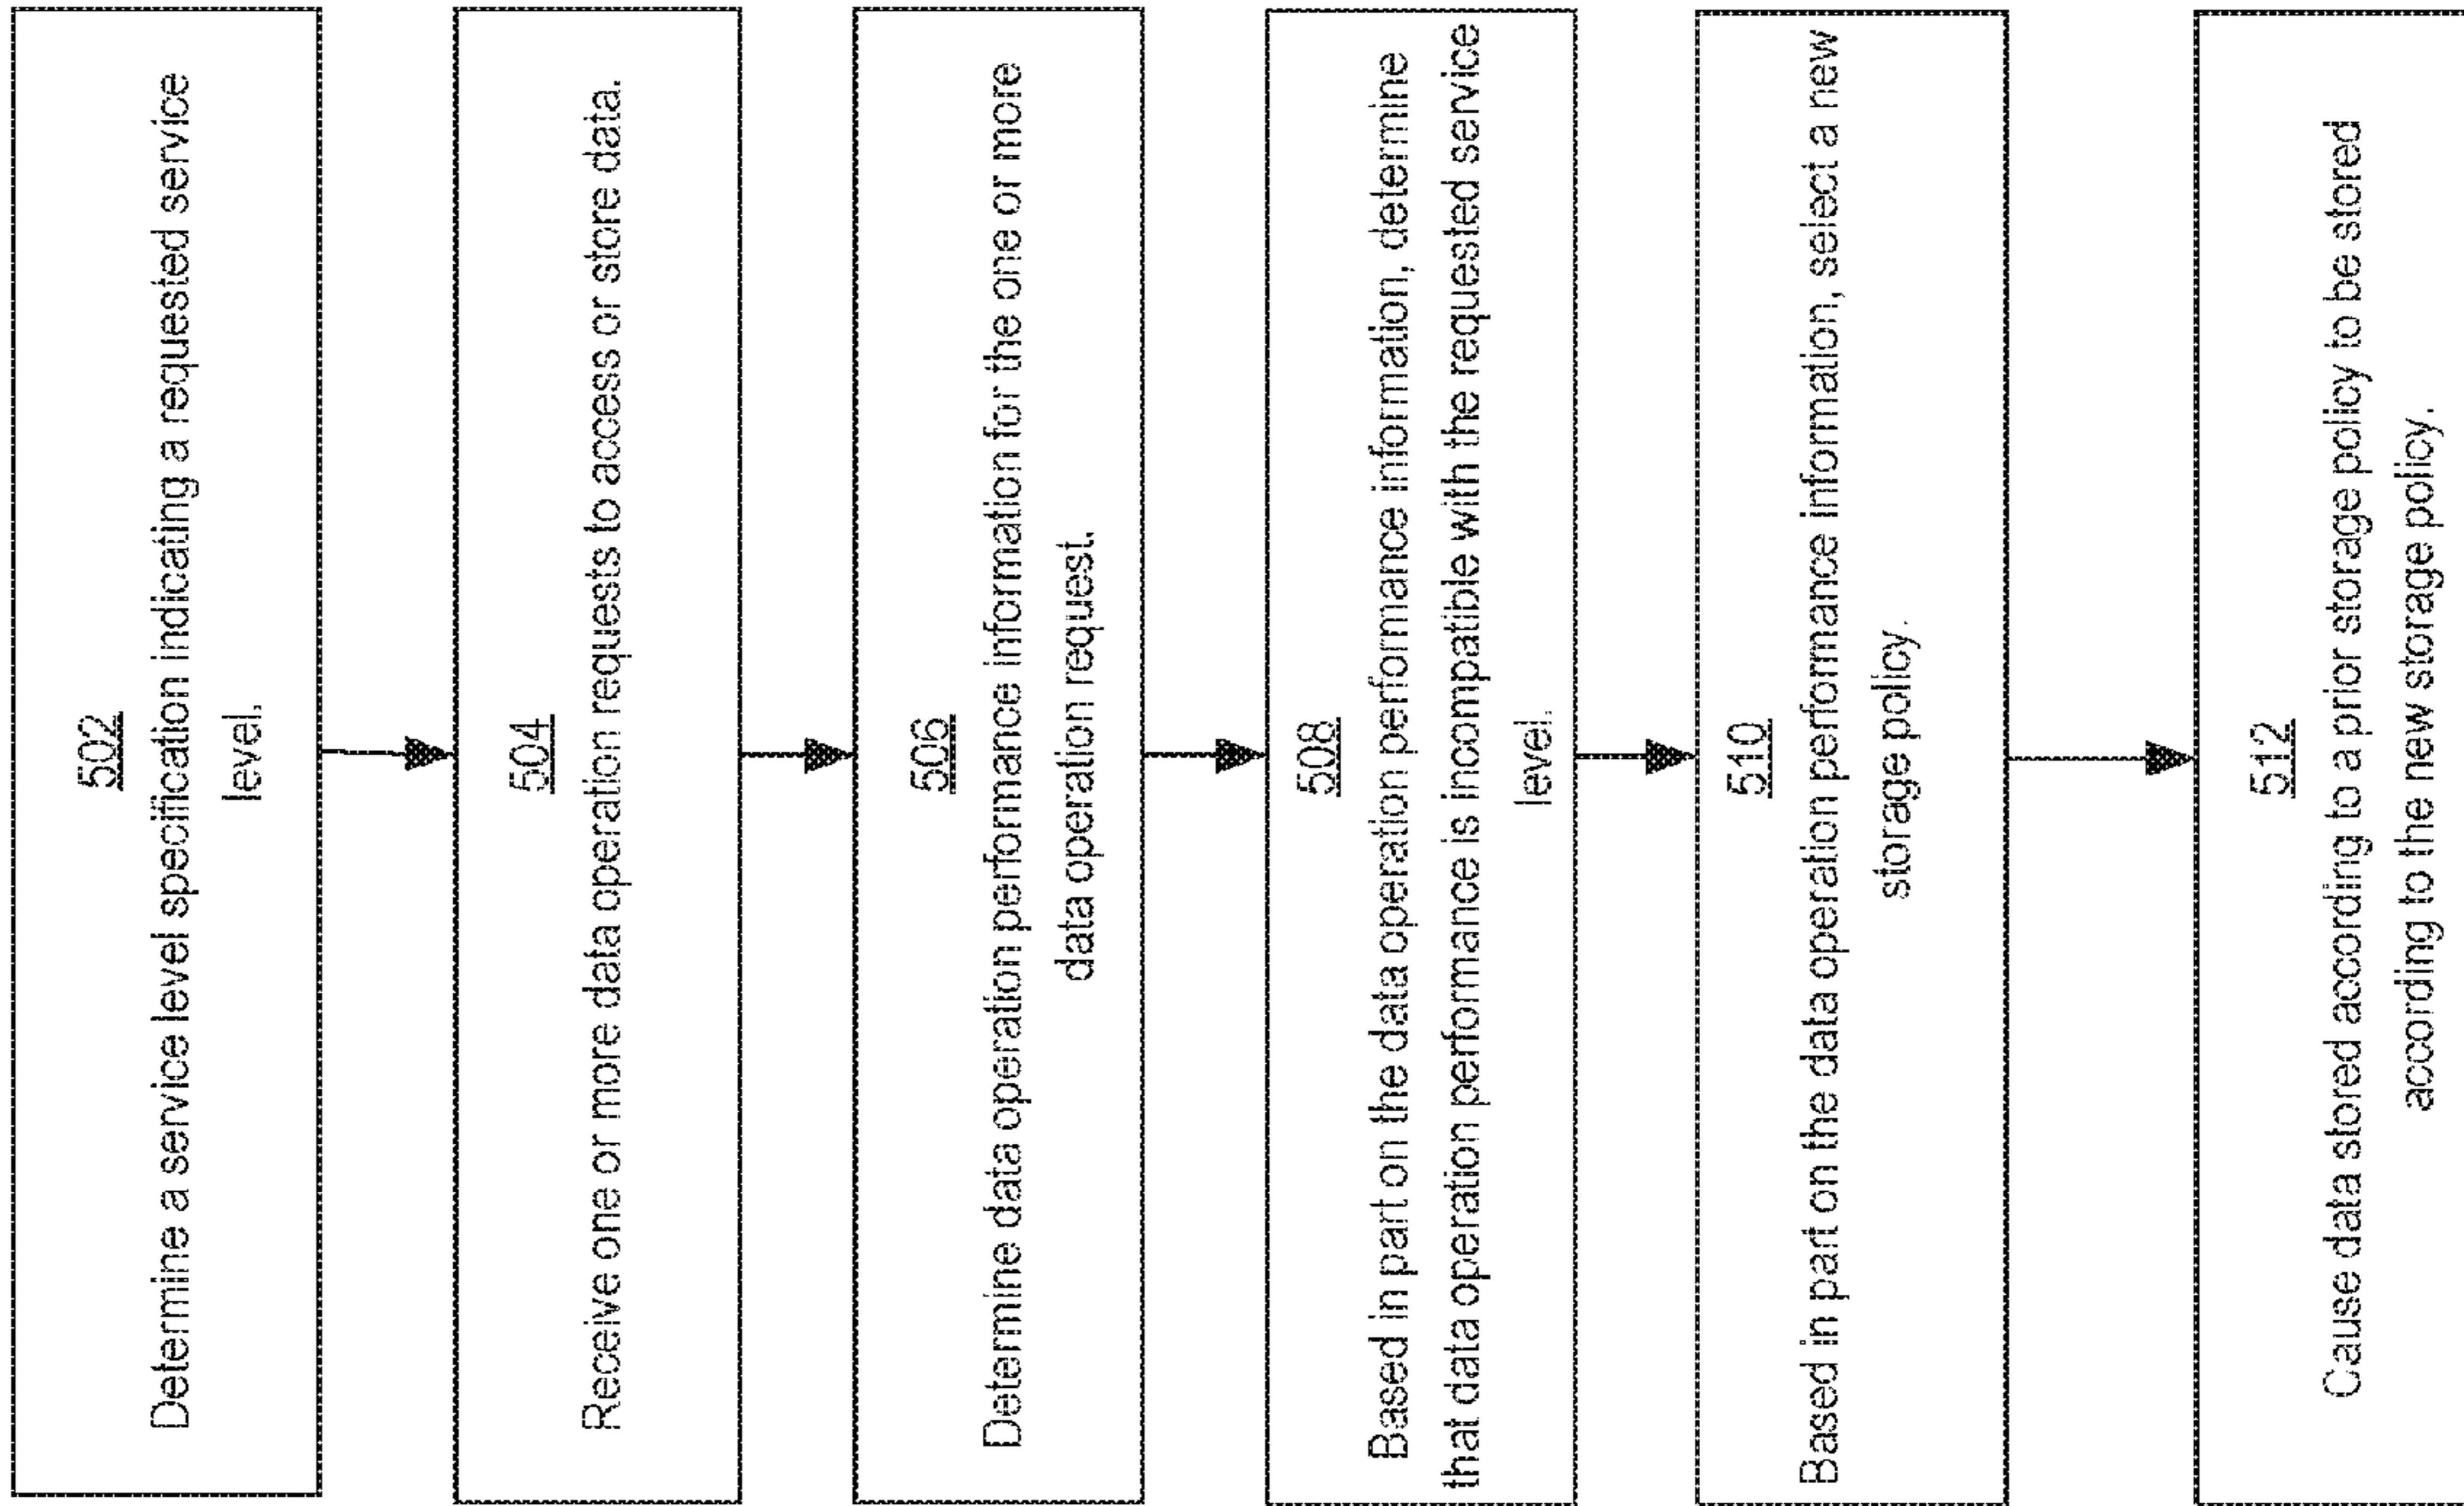 502
Determine a service level specification indicating a requested service
level.
504
Receive one or more data operation requests to access or store data.
506
Determine data operation performance information for the one or more
data operation request.
508
Based in part on the data operation performance information, determine
that data operation performance is incompatible with the requested service
level.
510
Based in part on the data operation performance information, select a new
storage policy.
512
Cause data stored according to a prior storage policy to be stored
according to the new storage policy.